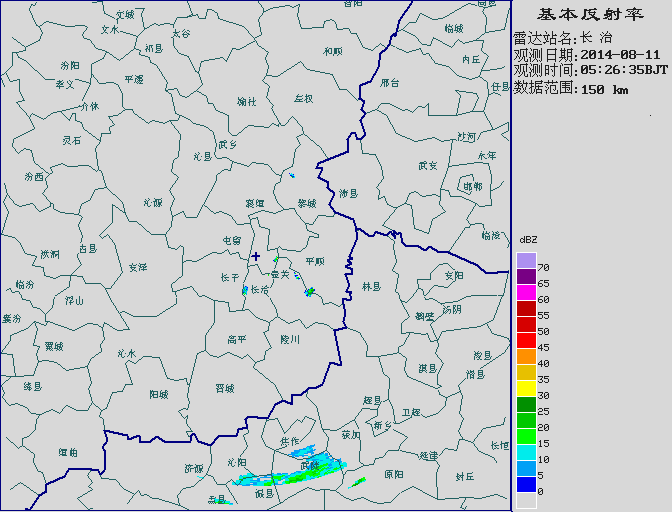 基本反射率
雷达站名:长 治
观测日期:2014-08-11
观测时间:05:26:35BJT
数据范围:150 km
dBZ
70
65
60
55
50
45
40
35
30
25
20
15
10
5
0
文城
文水
太谷
祁县
昔阳
和顺
临城
内丘
邢台
任县
汾阳
孝义
平遥
介休
榆社
左权
灵石
沁县
武乡
武安
沙河
永年
邯郸
汾西
沁源
襄垣
黎城
涉县
临漳
洪洞
古县
安泽
屯留
平顺
长子
壶关
长治
林县
安阳
汤阴
鹤壁
临汾
浮山
襄汾
翼城
沁水
高平
陵川
淇县
浚县
滑县
绛县
阳城
晋城
辉县
卫辉
新乡
获加
焦作
垣曲
济源
沁阳
武陟
温县
孟县
原阳
延津
封丘
长垣